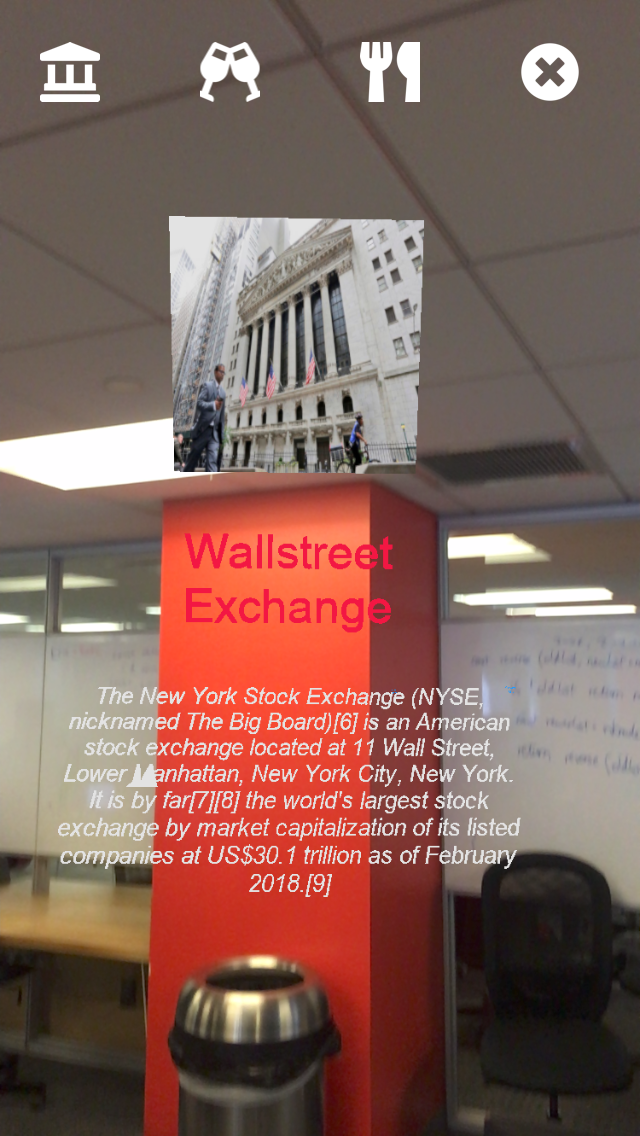 Wallstreet
Exchange
The New York Stock Exchange (NYSE,
nicknamed The Big Board)[6] is an American
stock exchange located at 11 Wall Street,
Lower Manhattan, New York City, New York.
It is by far[7][8] the world's largest stock
exchange by market capitalization of its listed
companies at US$30.1 trillion as of February
2018.[9]